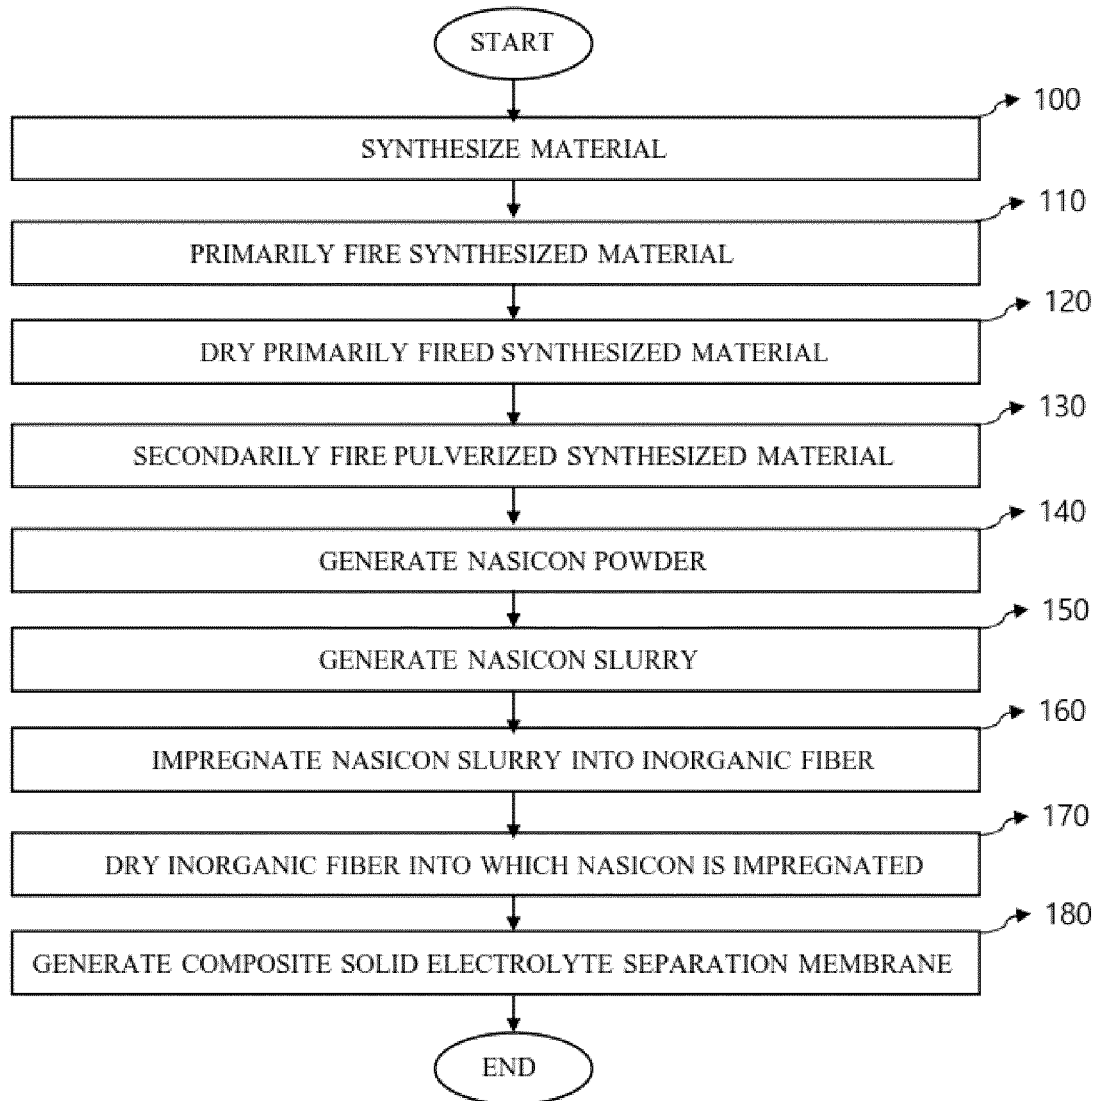 START
100
SYNTHESIZE MATERIAL
110
PRIMARILY FIRE SYNTHESIZED MATERIAL
120
DRY PRIMARILY FIRED SYNTHESIZED MATERIAL
130
SECONDARILY FIRE PULVERIZED SYNTHESIZED MATERIAL
140
GENERATE NASICON POWDER
150
GENERATE NASICON SLURRY
160
IMPREGNATE NASICON SLURRY INTO INORGANIC FIBER
170
DRY INORGANIC FIBER INTO WHICH NASICON IS IMPREGNATED
180
GENERATE COMPOSITE SOLID ELECTROLYTE SEPARATION MEMBRANE
END